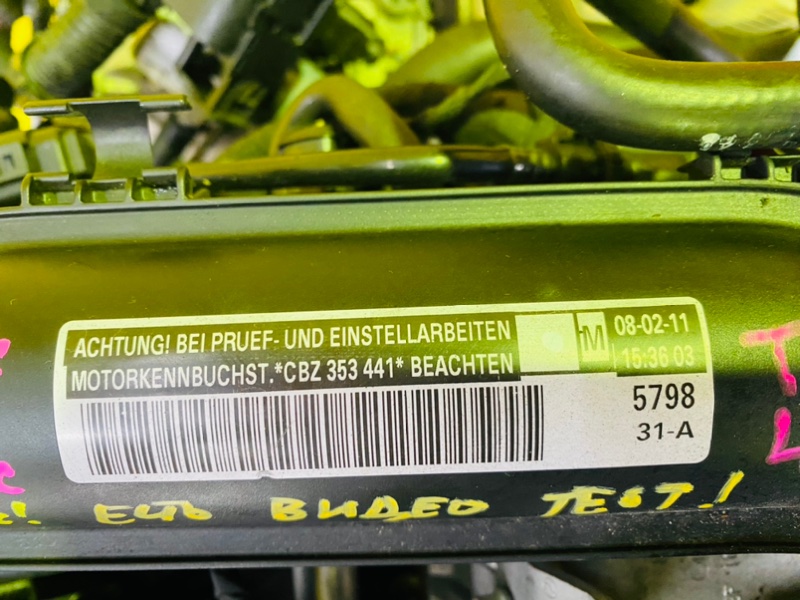 ACHTUNG! BEI PRUEF- UND EINSTELLARBEITEN
MOTORKENNBUCHST.*CBZ 353 441* BEACHTEN
M
08-02-11
15:36 03
5798
31-A
ЕСТЬ ВИДЕО TEST!